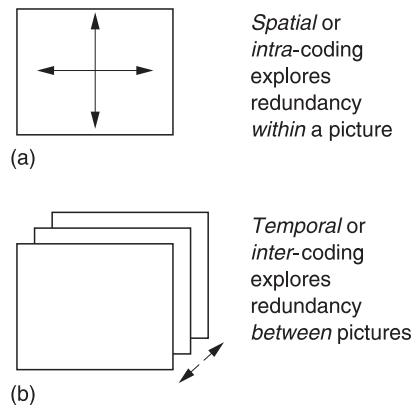 Spatial or
intra-coding
explores
redundancy
within a picture
(a)
Temporal or
inter-coding
explores
redundancy
between pictures
(b)